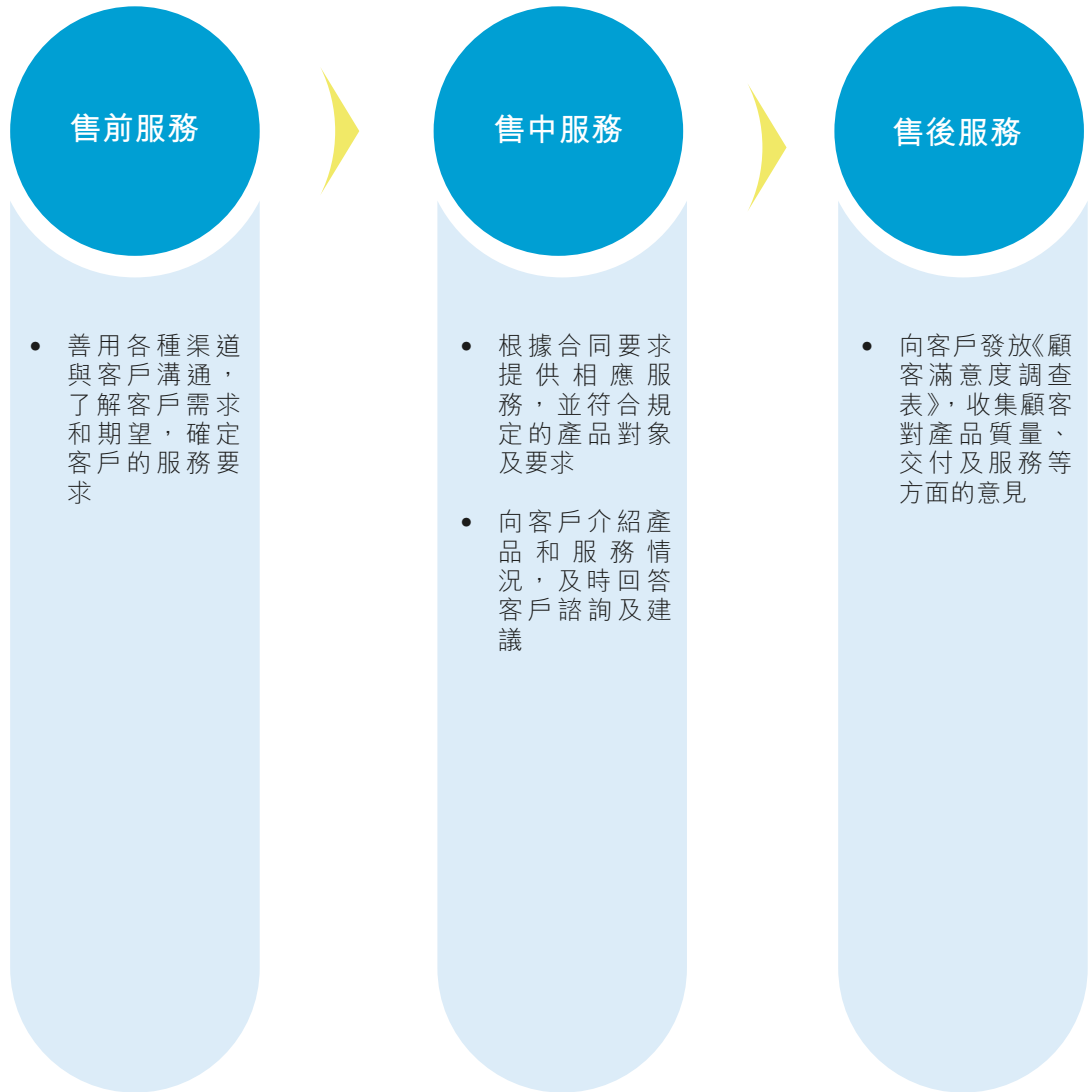 售前服務
• 善用各種渠道
與客戶溝通，
了解客戶需求
和期望，確定
客戶的服務要
求
售中服務
• 根據合同要求
提供相應服
務，並符合規
定的產品對象
及要求
• 向客戶介紹產
品和服務情
況，及時回答
客戶諮詢及建
議
售後服務
• 向客戶發放《顧
客滿意度調查
表》，收集顧客
對產品質量、
交付及服務等
方面的意見